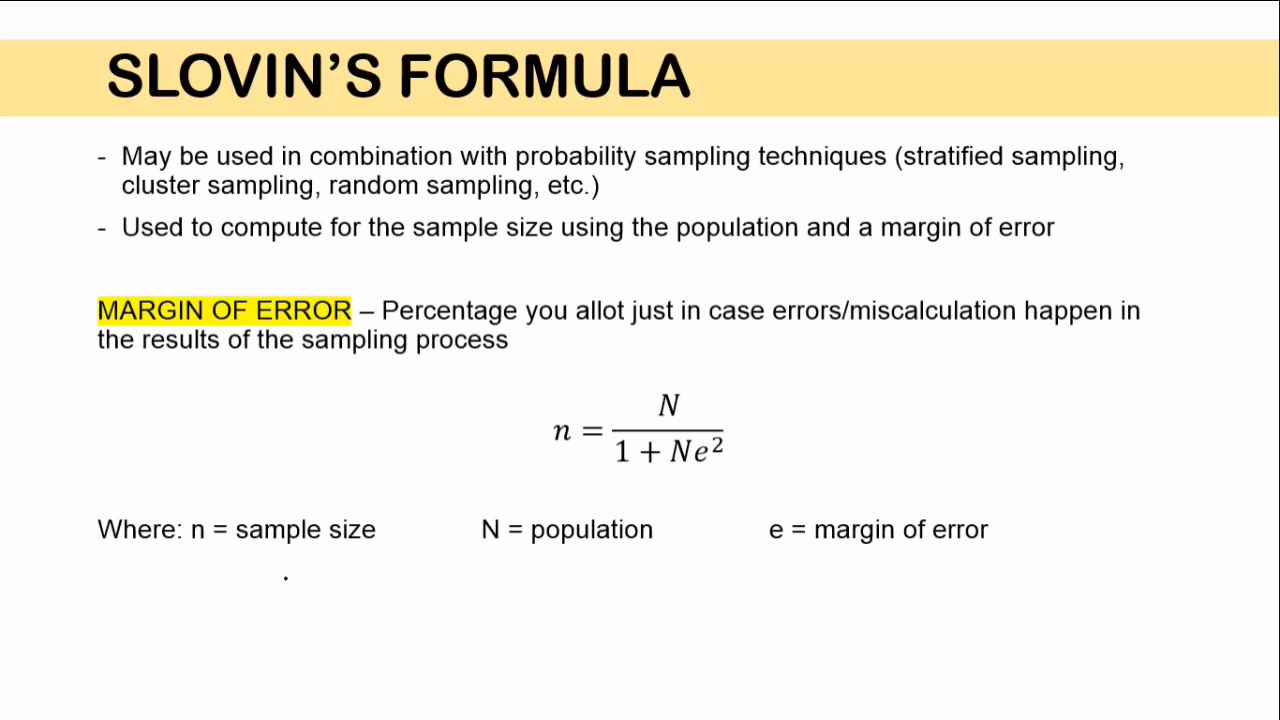 SLOVIN’S FORMULA
- May be used in combination with probability sampling techniques (stratified sampling,
cluster sampling, random sampling, etc.)
- Used to compute for the sample size using the population and a margin of error
MARGIN OF ERROR – Percentage you allot just in case errors/miscalculation happen in
the results of the sampling process
n = N / (1 + Ne²)
Where: n = sample size N = population e = margin of error